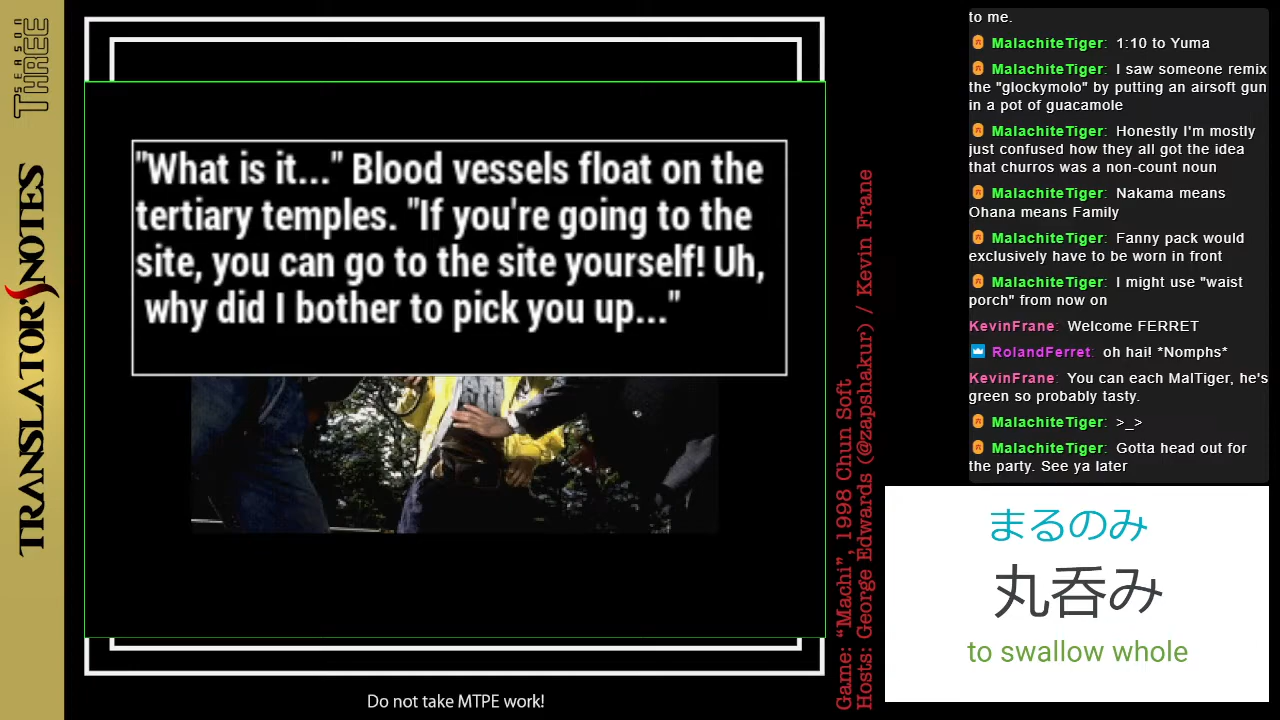 SEASON
THREE
TRANSLATOR'S NOTES
"What is it..." Blood vessels float on the
tertiary temples. "If you're going to the
site, you can go to the site yourself! Uh,
why did I bother to pick you up..."
Game: "Machi", 1998 Chun Soft
Hosts: George Edwards (@zapshakur) / Kevin Frane
Do not take MTPE work!
to me.
MalachiteTiger: 1:10 to Yuma
MalachiteTiger: I saw someone remix
the "glockymolo" by putting an airsoft gun
in a pot of guacamole
MalachiteTiger: Honestly I'm mostly
just confused how they all got the idea
that churros was a non-count noun
MalachiteTiger: Nakama means
Ohana means Family
MalachiteTiger: Fanny pack would
exclusively have to be worn in front
MalachiteTiger: I might use "waist
porch" from now on
KevinFrane: Welcome FERRET
RolandFerret: oh hai! *Nomphs*
KevinFrane: You can each MalTiger, he's
green so probably tasty.
MalachiteTiger: >_>
MalachiteTiger: Gotta head out for
the party. See ya later
まるのみ
丸呑み
to swallow whole